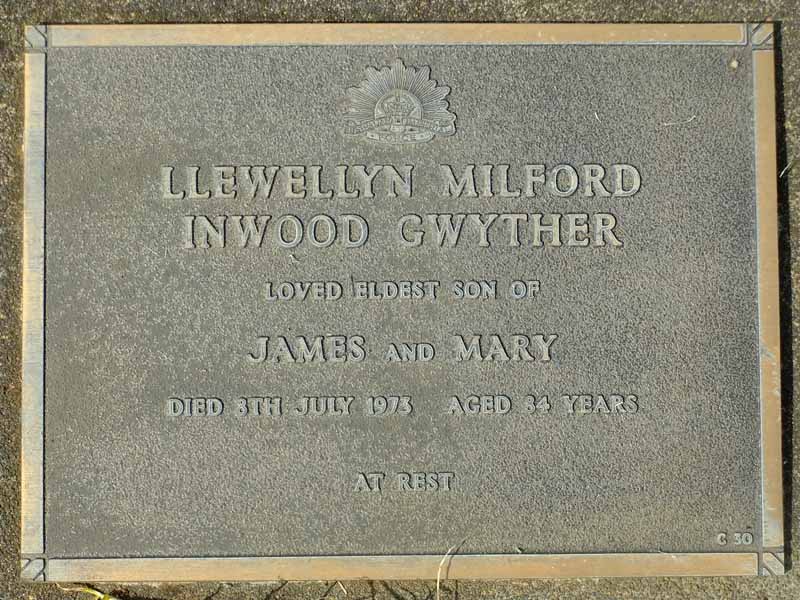 LLEWELLYN MILFORD
INWOOD GWYTHER
LOVED ELDEST SON OF
JAMES AND MARY
DIED 8TH JULY 1973 AGED 84 YEARS
AT REST
C 30